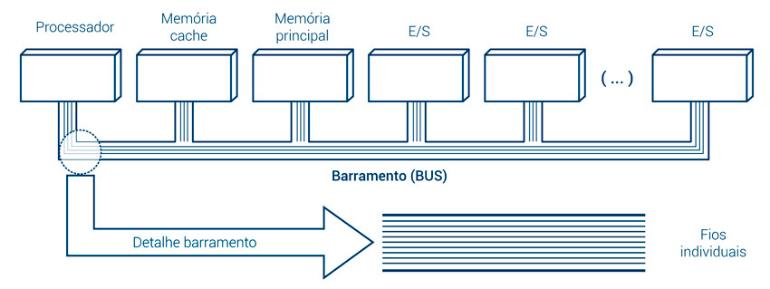 Processador
Memória
cache
Memória
principal
E/S
E/S
(...)
E/S
Barramento (BUS)
Detalhe barramento
Fios
individuais